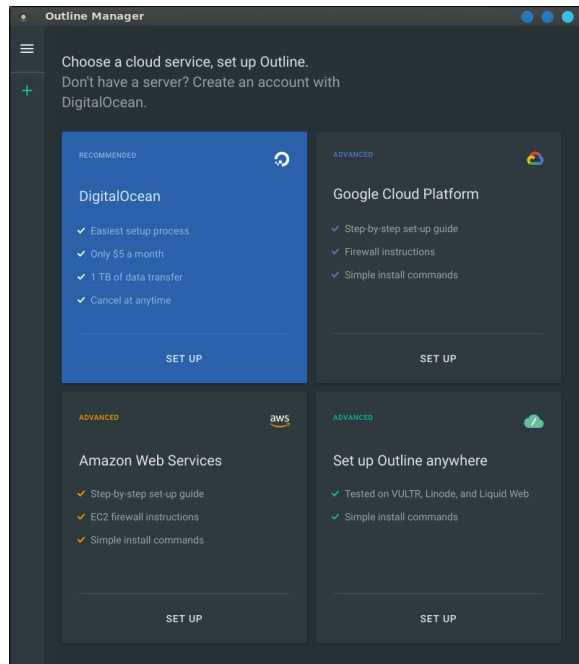 Outline Manager
Choose a cloud service, set up Outline.
Don't have a server? Create an account with
DigitalOcean.
RECOMMENDED
DigitalOcean
Easiest setup process
Only $5 a month
1 TB of data transfer
Cancel at anytime
SET UP
ADVANCED
Google Cloud Platform
Step-by-step set-up guide
Firewall instructions
Simple install commands
SET UP
ADVANCED
aws
Amazon Web Services
Step-by-step set-up guide
EC2 firewall instructions
Simple install commands
SET UP
ADVANCED
Set up Outline anywhere
Tested on VULTR, Linode, and Liquid Web
Simple install commands
SET UP